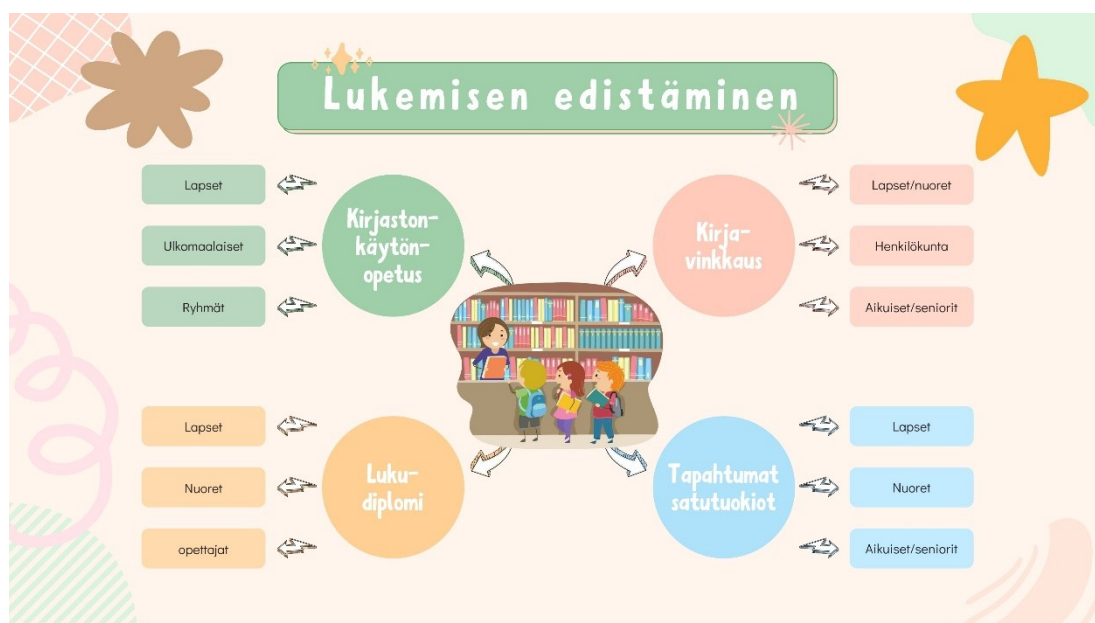 Lukemisen edistäminen
Lapset
Ulkomaalaiset
Ryhmät
Kirjaston-
käytön-
opetus
Kirja-
vinkkaus
Lapset/nuoret
Henkilökunta
Aikuiset/seniorit
Lapset
Nuoret
opettajat
Luku-
diplomi
Tapahtumat
satutuokiot
Lapset
Nuoret
Aikuiset/seniorit